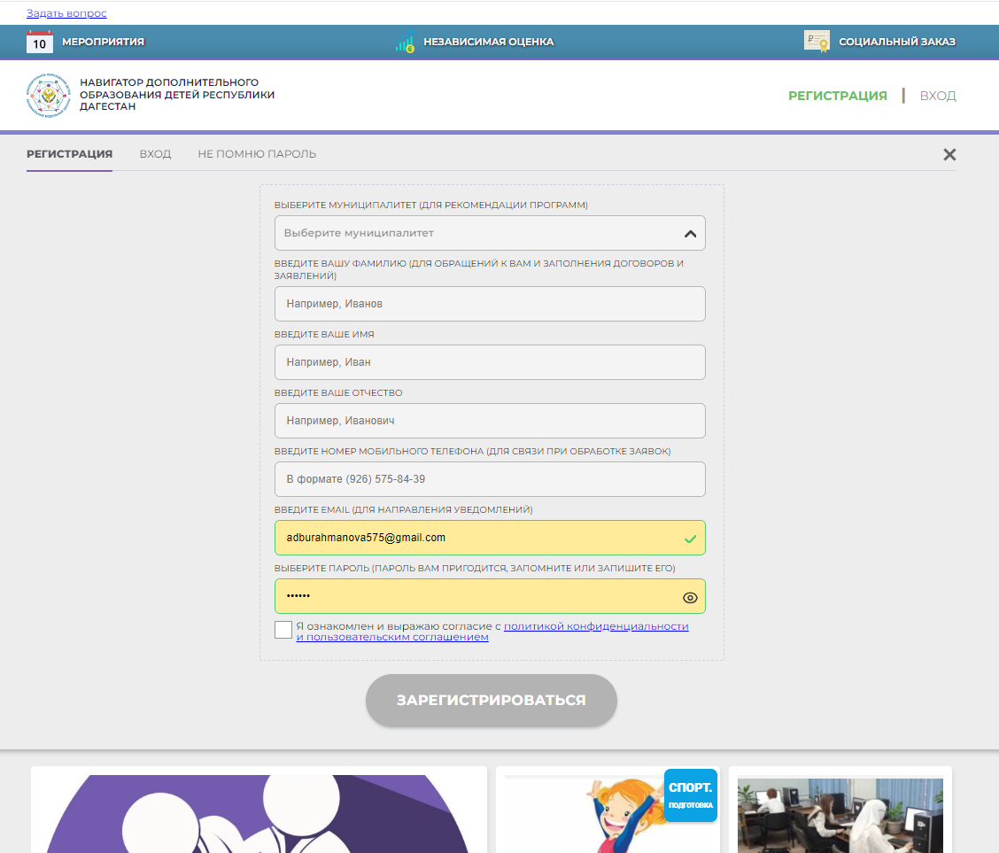 Задать вопрос
10 МЕРОПРИЯТИЯ НЕЗАВИСИМАЯ ОЦЕНКА СОЦИАЛЬНЫЙ ЗАКАЗ
НАВИГАТОР ДОПОЛНИТЕЛЬНОГО
ОБРАЗОВАНИЯ ДЕТЕЙ РЕСПУБЛИКИ
ДАГЕСТАН
РЕГИСТРАЦИЯ | ВХОД
РЕГИСТРАЦИЯ ВХОД НЕ ПОМНЮ ПАРОЛЬ
ВЫБЕРИТЕ МУНИЦИПАЛИТЕТ (ДЛЯ РЕКОМЕНДАЦИИ ПРОГРАММ)
Выберите муниципалитет
ВВЕДИТЕ ВАШУ ФАМИЛИЮ (ДЛЯ ОБРАЩЕНИЙ К ВАМ И ЗАПОЛНЕНИЯ ДОГОВОРОВ И
ЗАЯВЛЕНИЙ)
Например, Иванов
ВВЕДИТЕ ВАШЕ ИМЯ
Например, Иван
ВВЕДИТЕ ВАШЕ ОТЧЕСТВО
Например, Иванович
ВВЕДИТЕ НОМЕР МОБИЛЬНОГО ТЕЛЕФОНА (ДЛЯ СВЯЗИ ПРИ ОБРАБОТКЕ ЗАЯВОК)
В формате (926) 575-84-39
ВВЕДИТЕ EMAIL (ДЛЯ НАПРАВЛЕНИЯ УВЕДОМЛЕНИЙ)
adburahmanova575@gmail.com
ВЫБЕРИТЕ ПАРОЛЬ (ПАРОЛЬ ВАМ ПРИГОДИТСЯ, ЗАПОМНИТЕ ИЛИ ЗАПИШИТЕ ЕГО)
••••••
Я ознакомлен и выражаю согласие с политикой конфиденциальности
и пользовательским соглашением
ЗАРЕГИСТРИРОВАТЬСЯ
СПОРТ.
ПОДГОТОВКА